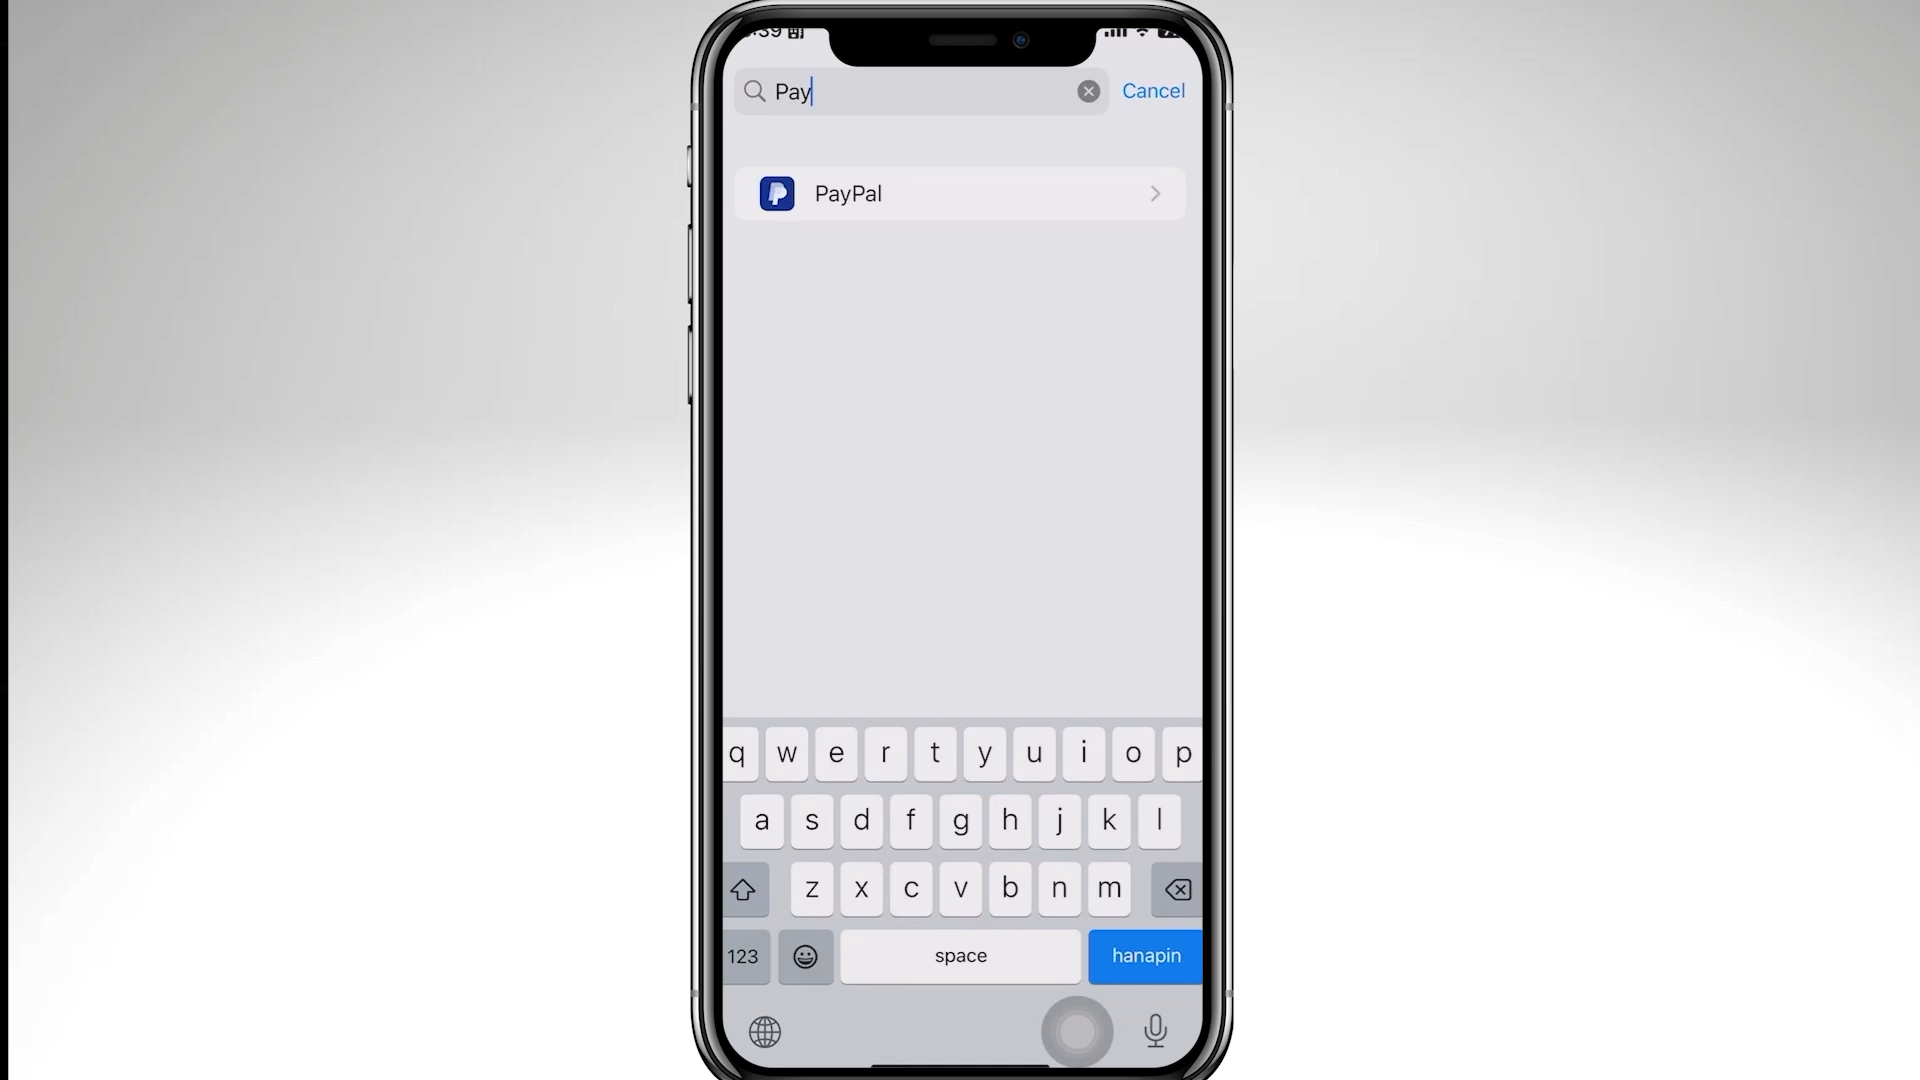 Pay
Cancel
PayPal
q w e r t y u i o p
a s d f g h j k l
z x c v b n m
123 space hanapin